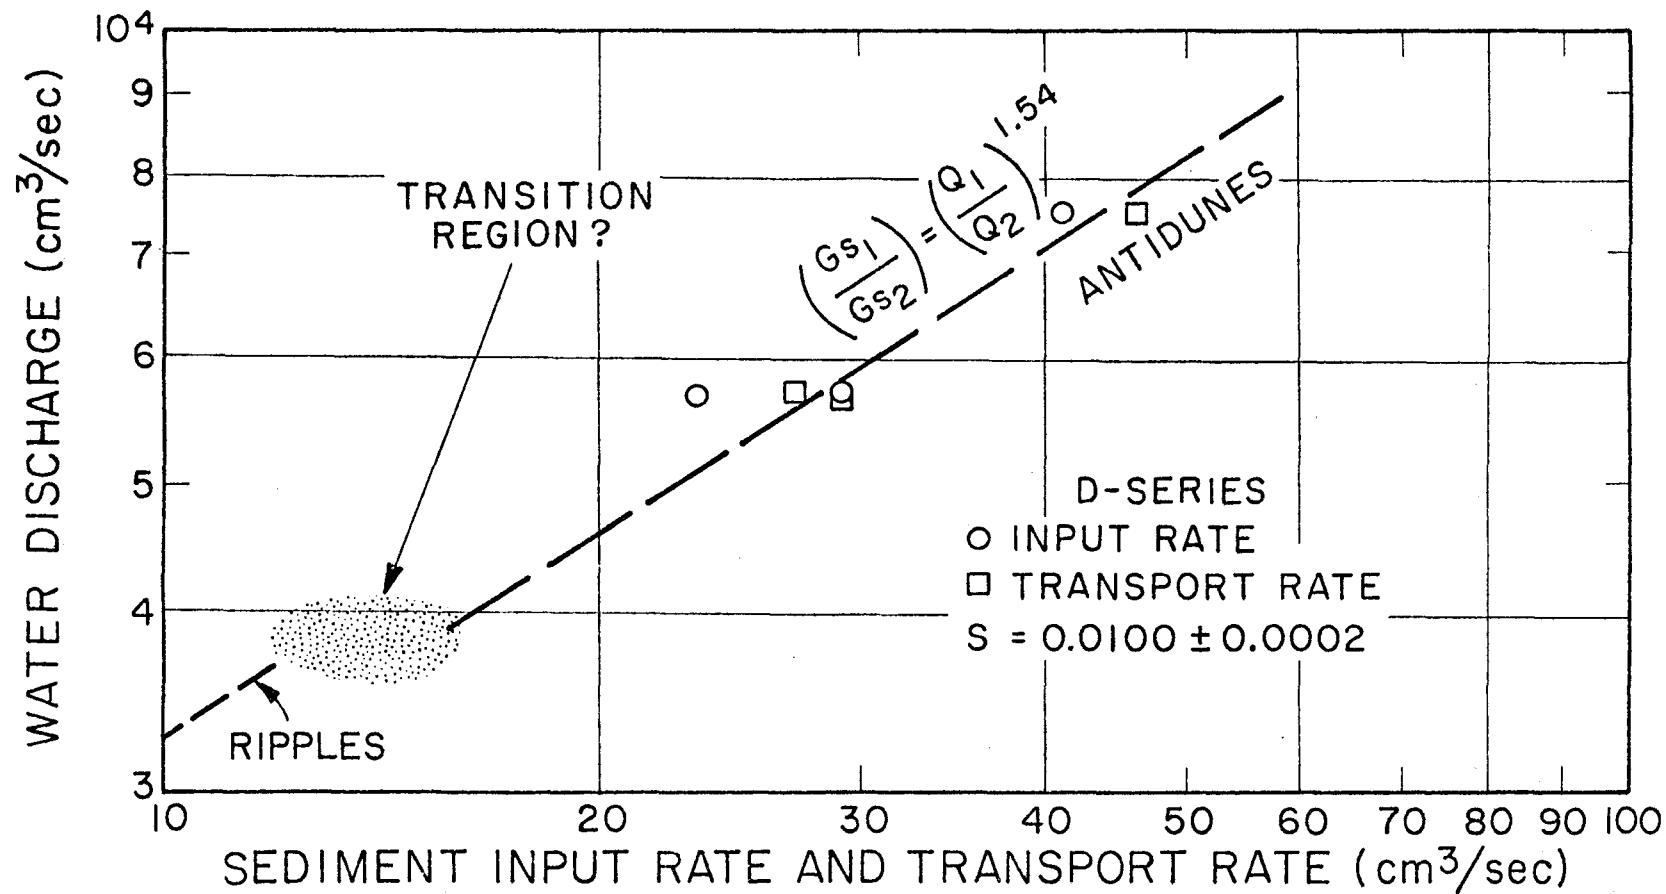 10⁴
9
8
7
6
5
4
3
WATER DISCHARGE (cm³/sec)
TRANSITION
REGION?
(Gs₁/Gs₂) = (Q₁/Q₂)^1.54
ANTIDUNES
D-SERIES
○ INPUT RATE
□ TRANSPORT RATE
S = 0.0100 ± 0.0002
RIPPLES
10 20 30 40 50 60 70 80 90 100
SEDIMENT INPUT RATE AND TRANSPORT RATE (cm³/sec)